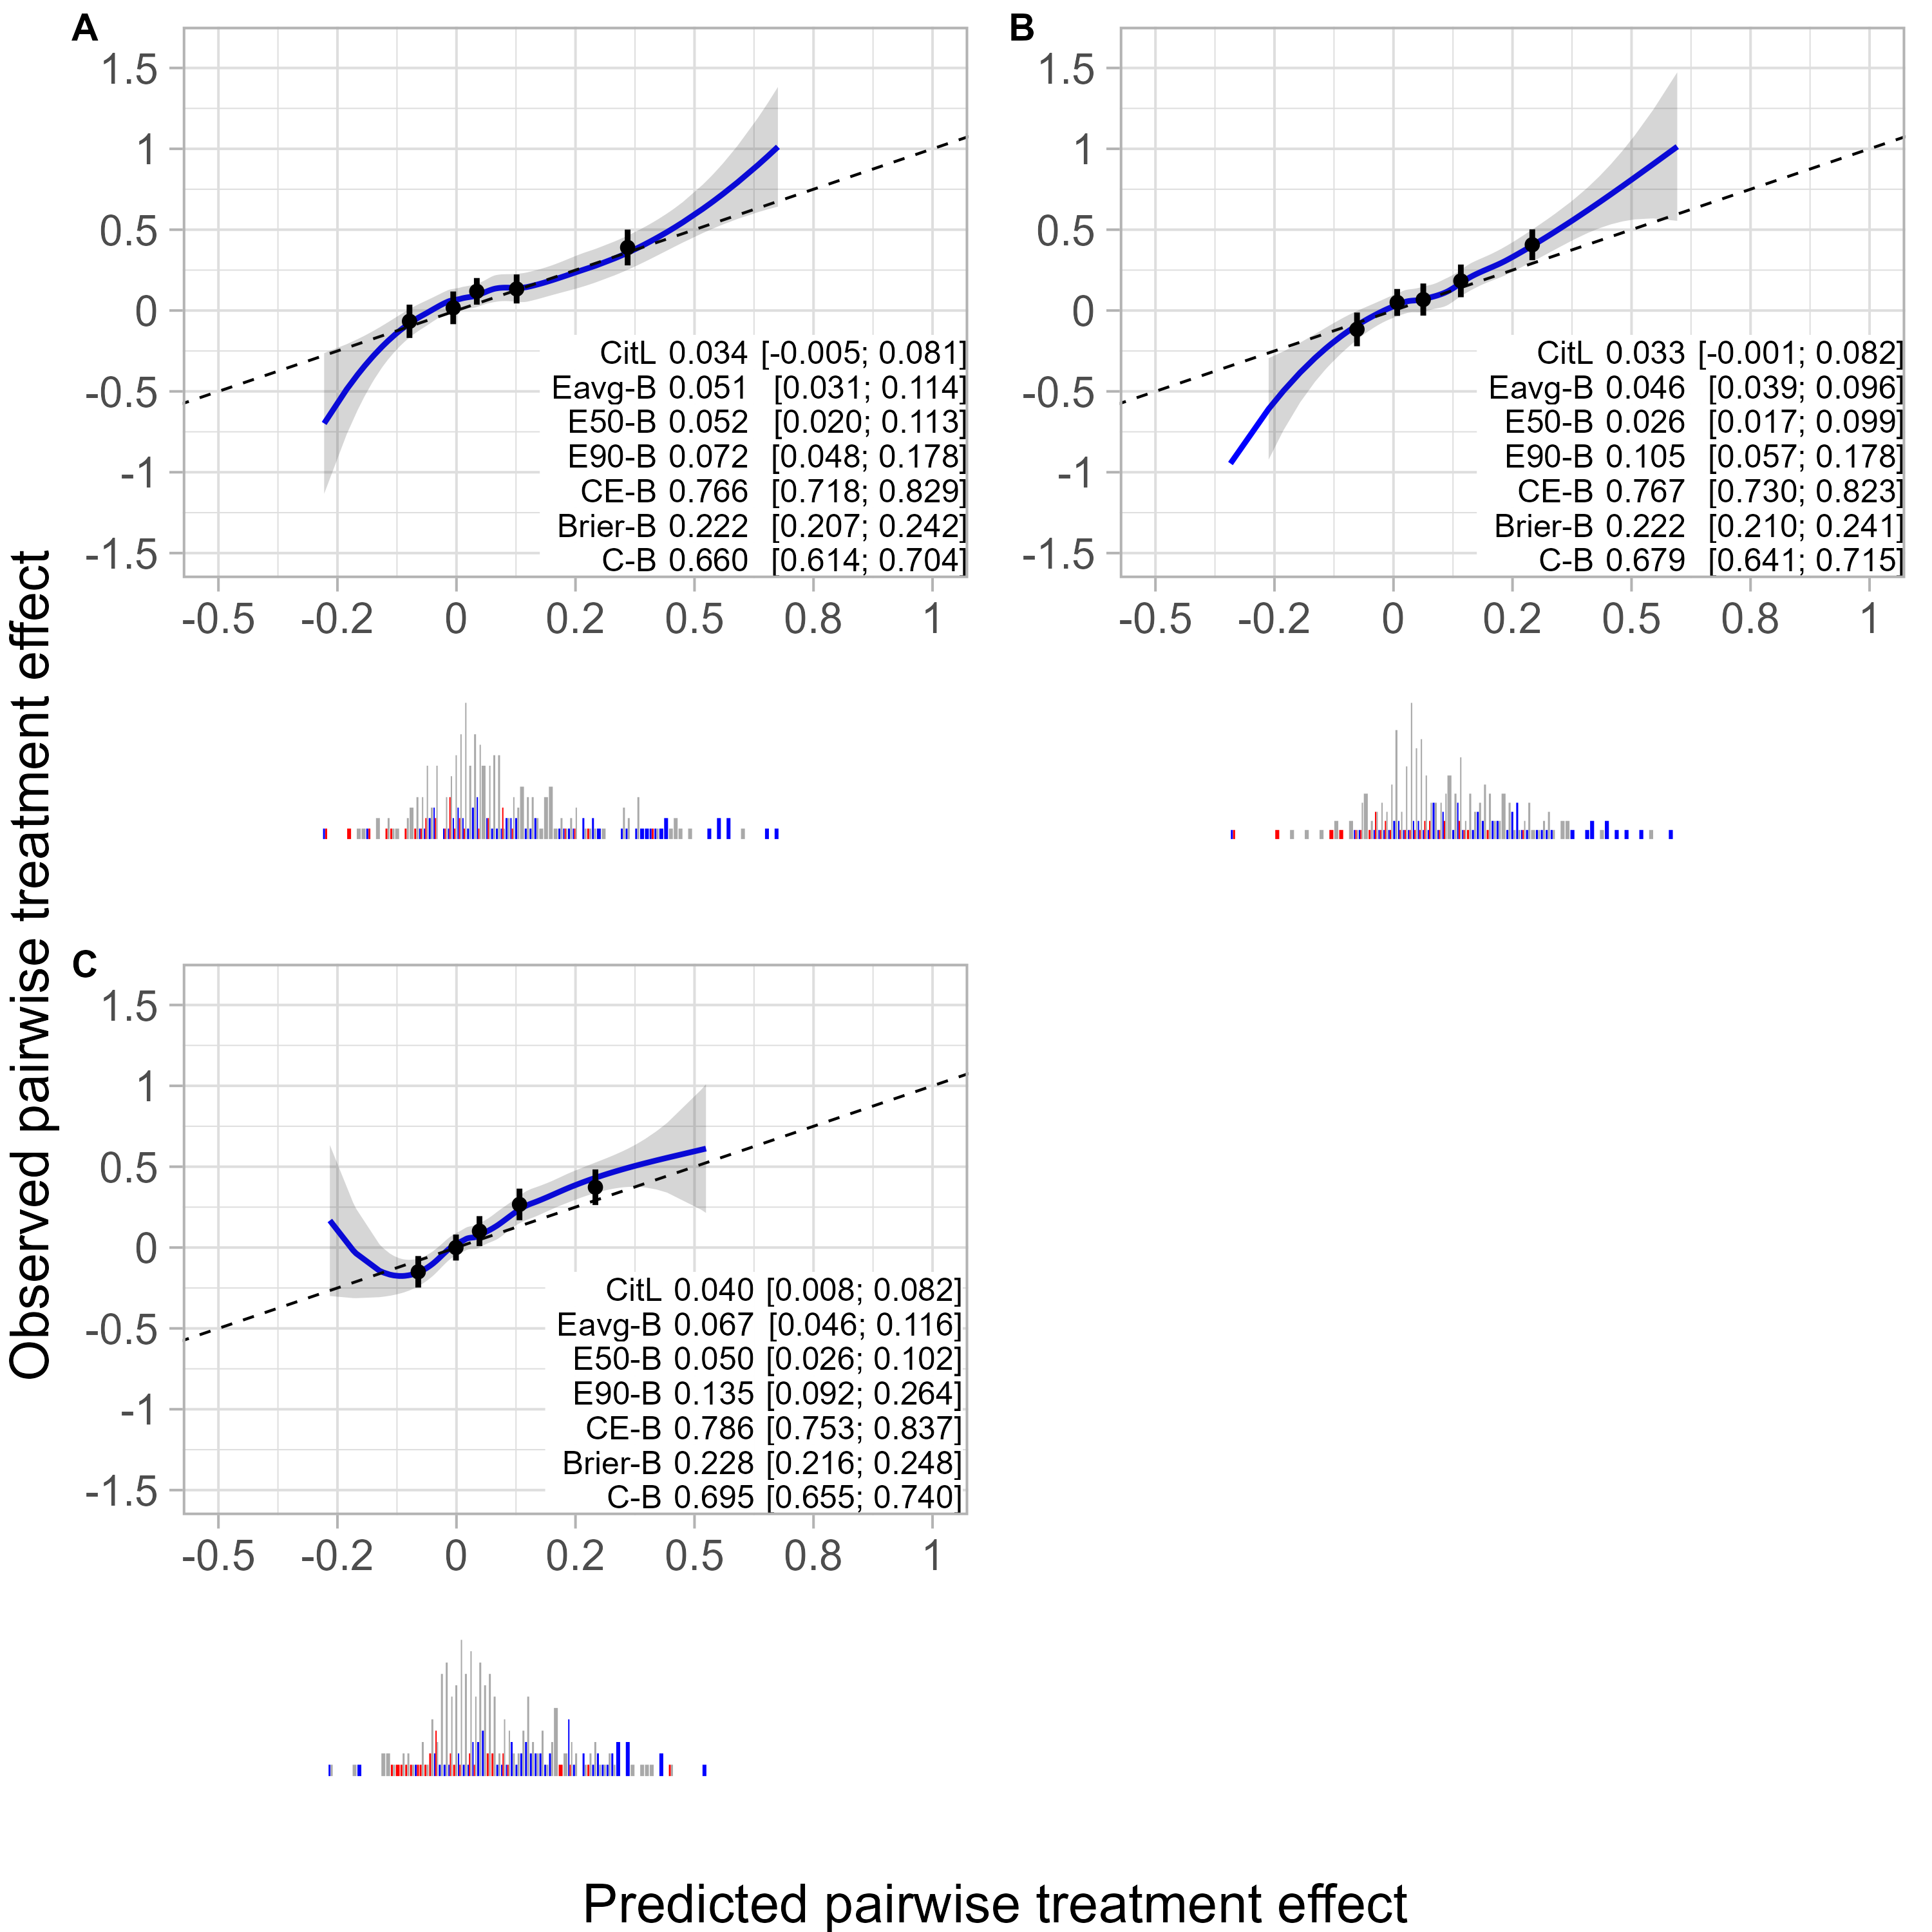 A
1.5
1
0.5
0
-0.5
-1
-1.5
CitL 0.034 [-0.005; 0.081]
Eavg-B 0.051 [0.031; 0.114]
E50-B 0.052 [0.020; 0.113]
E90-B 0.072 [0.048; 0.178]
CE-B 0.766 [0.718; 0.829]
Brier-B 0.222 [0.207; 0.242]
C-B 0.660 [0.614; 0.704]
-0.5 -0.2 0 0.2 0.5 0.8 1
B
1.5
1
0.5
0
-0.5
-1
-1.5
CitL 0.033 [-0.001; 0.082]
Eavg-B 0.046 [0.039; 0.096]
E50-B 0.026 [0.017; 0.099]
E90-B 0.105 [0.057; 0.178]
CE-B 0.767 [0.730; 0.823]
Brier-B 0.222 [0.210; 0.241]
C-B 0.679 [0.641; 0.715]
-0.5 -0.2 0 0.2 0.5 0.8 1
C
1.5
1
0.5
0
-0.5
-1
-1.5
CitL 0.040 [0.008; 0.082]
Eavg-B 0.067 [0.046; 0.116]
E50-B 0.050 [0.026; 0.102]
E90-B 0.135 [0.092; 0.264]
CE-B 0.786 [0.753; 0.837]
Brier-B 0.228 [0.216; 0.248]
C-B 0.695 [0.655; 0.740]
-0.5 -0.2 0 0.2 0.5 0.8 1
Observed pairwise treatment effect
Predicted pairwise treatment effect